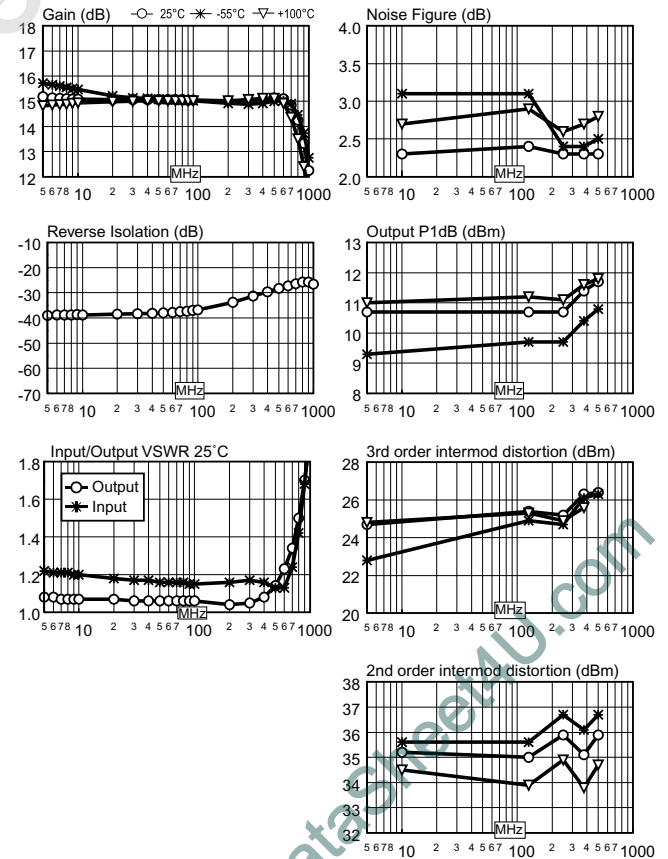 Gain (dB)
25°C -55°C +100°C
18
17
16
15
14
13
12
MHz
5 6 7 8 10 2 3 4 5 6 7 100 2 3 4 5 6 7 1000
Noise Figure (dB)
4.0
3.5
3.0
2.5
2.0
MHz
5 6 7 8 10 2 3 4 5 6 7 100 2 3 4 5 6 7 1000
Reverse Isolation (dB)
-10
-20
-30
-40
-50
-60
-70
MHz
5 6 7 8 10 2 3 4 5 6 7 100 2 3 4 5 6 7 1000
Output P1dB (dBm)
13
12
11
10
9
8
MHz
5 6 7 8 10 2 3 4 5 6 7 100 2 3 4 5 6 7 1000
Input/Output VSWR 25°C
1.8
1.6
1.4
1.2
1.0
Output
Input
MHz
5 6 7 8 10 2 3 4 5 6 7 100 2 3 4 5 6 7 1000
3rd order intermod distortion (dBm)
28
26
24
22
20
MHz
5 6 7 8 10 2 3 4 5 6 7 100 2 3 4 5 6 7 1000
2nd order intermod distortion (dBm)
38
37
36
35
34
33
32
MHz
5 6 7 8 10 2 3 4 5 6 7 100 2 3 4 5 6 7 1000
ataSheet4U.com